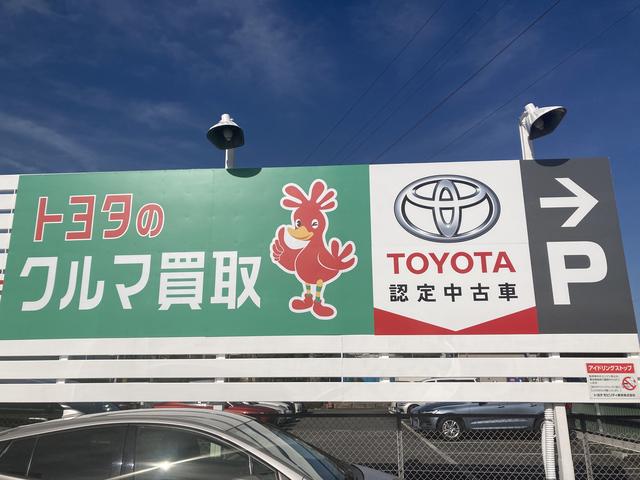 トヨタの
クルマ買取
TOYOTA
認定中古車
P
アイドリングストップ